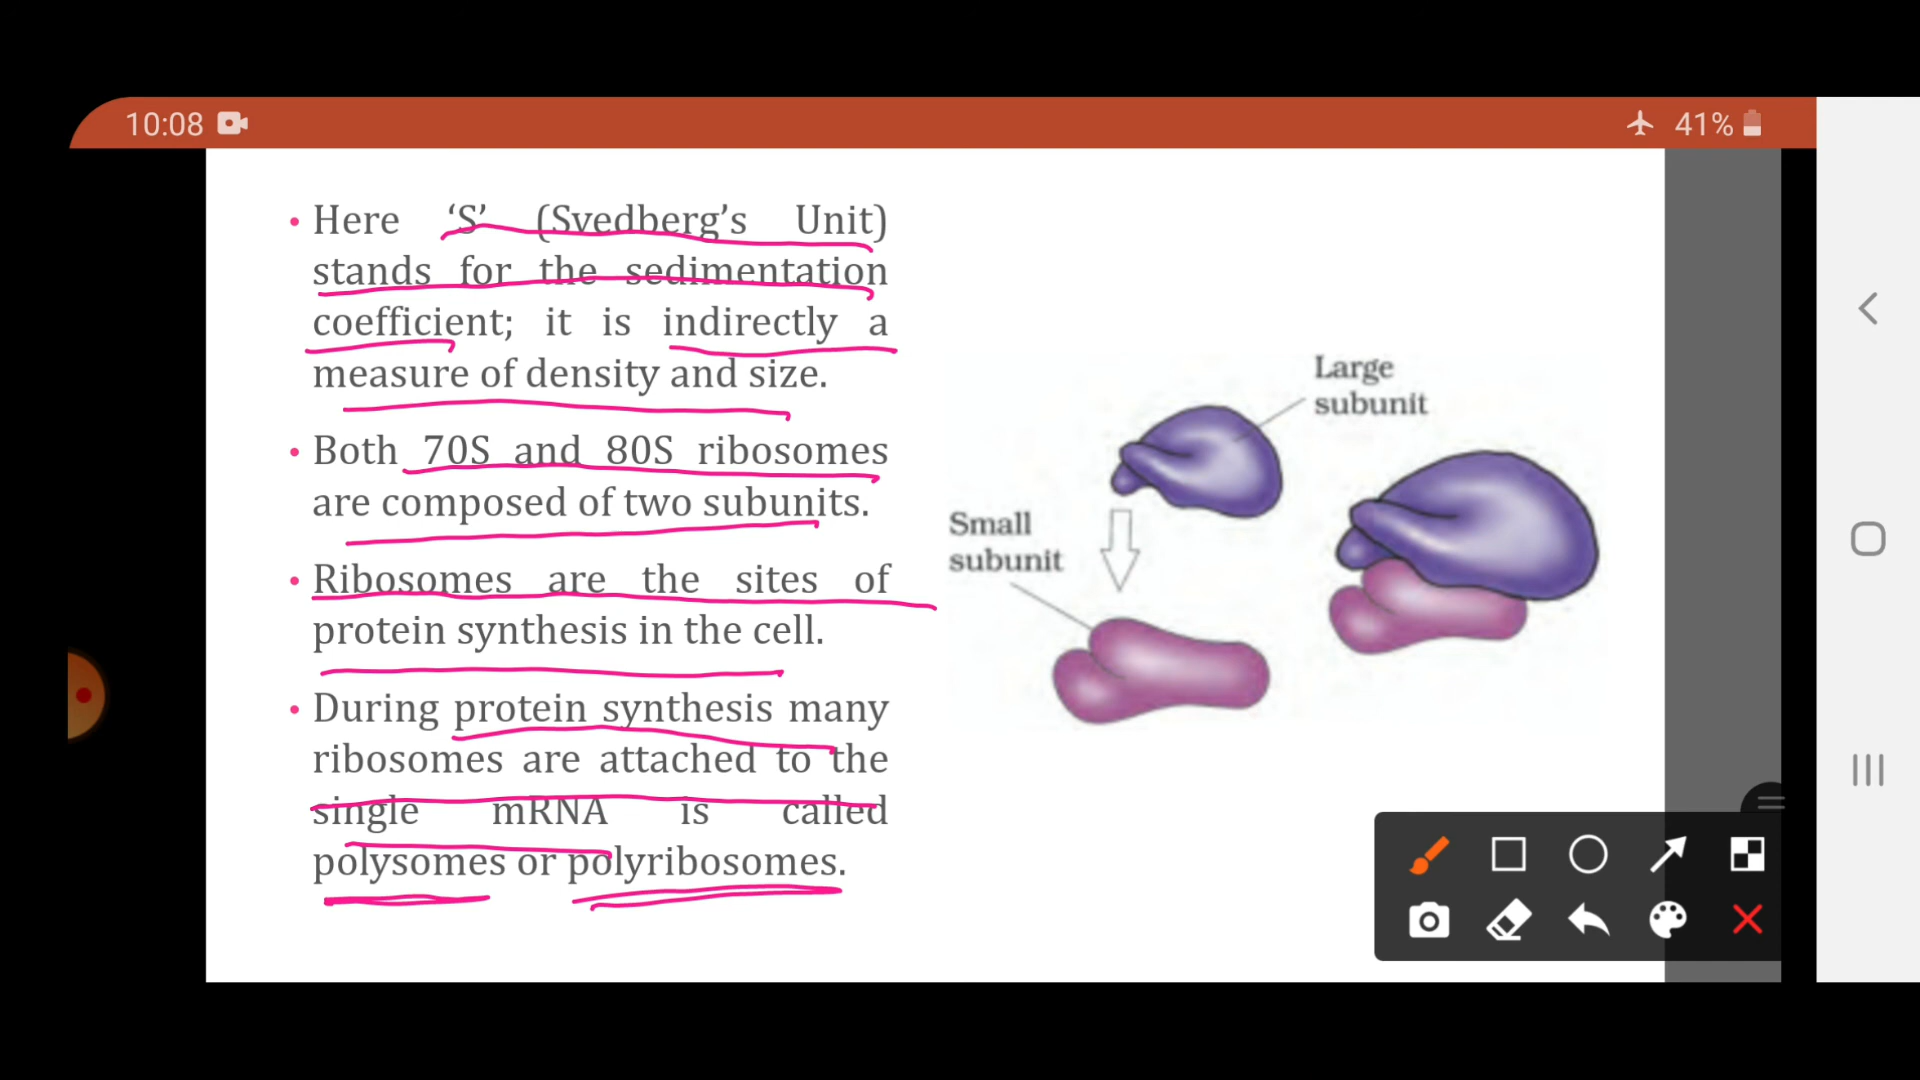 10:08
41%
• Here ‘S’ (Svedberg’s Unit)
stands for the sedimentation
coefficient; it is indirectly a
measure of density and size.
• Both 70S and 80S ribosomes
are composed of two subunits.
• Ribosomes are the sites of
protein synthesis in the cell.
• During protein synthesis many
ribosomes are attached to the
single mRNA is called
polysomes or polyribosomes.
Large
subunit
Small
subunit